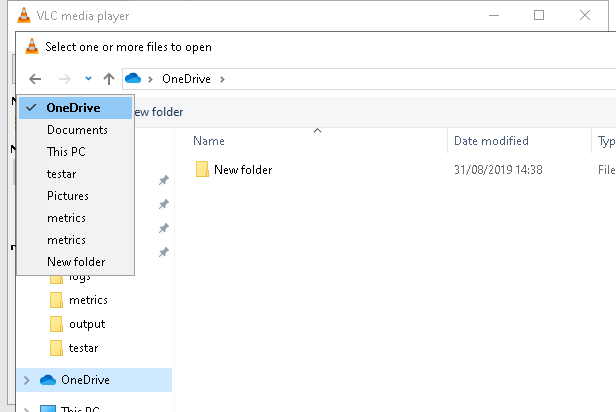 VLC media player
Select one or more files to open
OneDrive
OneDrive
ew folder
Documents
This PC
testar
Pictures
metrics
metrics
New folder
Name
Date modified
Typ
New folder
31/08/2019 14:38
File
logs
metrics
output
testar
OneDrive
This PC